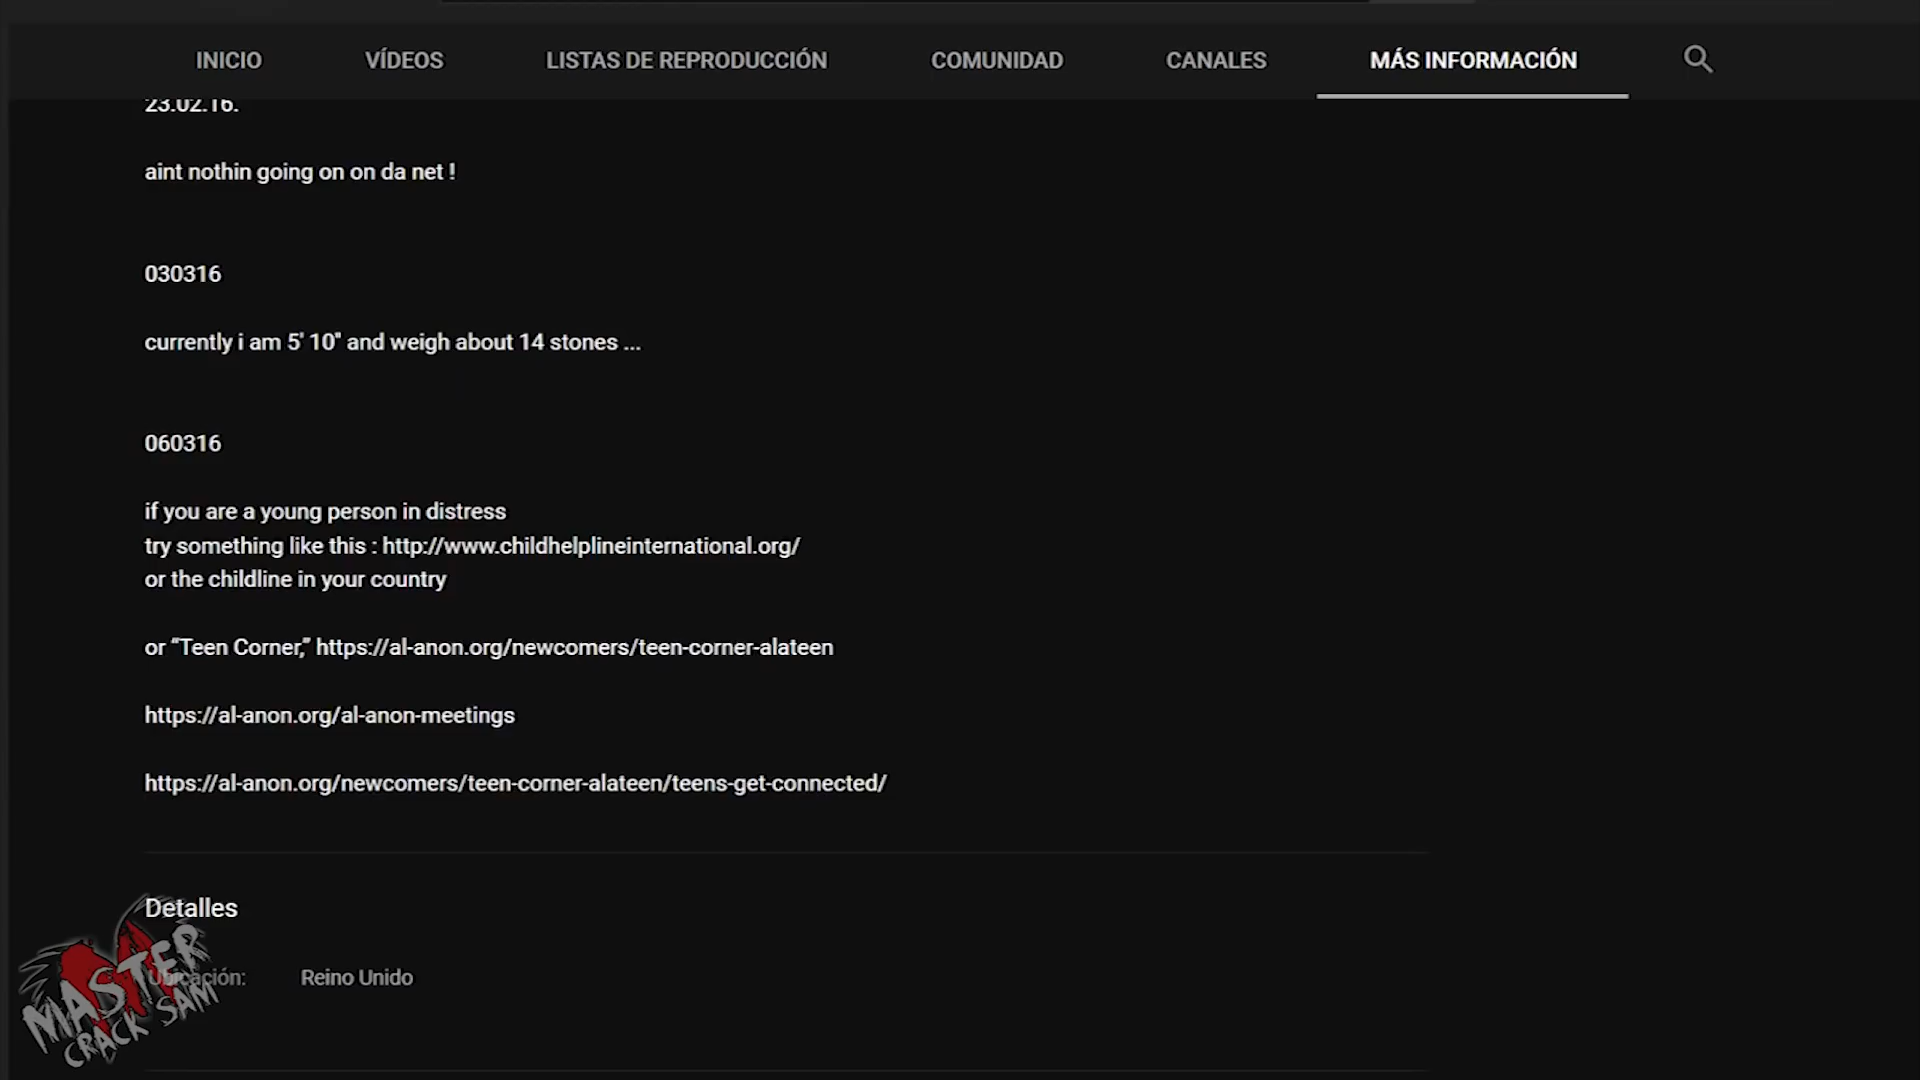 INICIO VÍDEOS LISTAS DE REPRODUCCIÓN COMUNIDAD CANALES MÁS INFORMACIÓN
23.02.16.
aint nothin going on on da net !
030316
currently i am 5' 10" and weigh about 14 stones ...
060316
if you are a young person in distress
try something like this : http://www.childhelplineinternational.org/
or the childline in your country
or “Teen Corner,” https://al-anon.org/newcomers/teen-corner-alateen
https://al-anon.org/al-anon-meetings
https://al-anon.org/newcomers/teen-corner-alateen/teens-get-connected/
Detalles
Ubicación: Reino Unido
MASTER
CRACK SAM